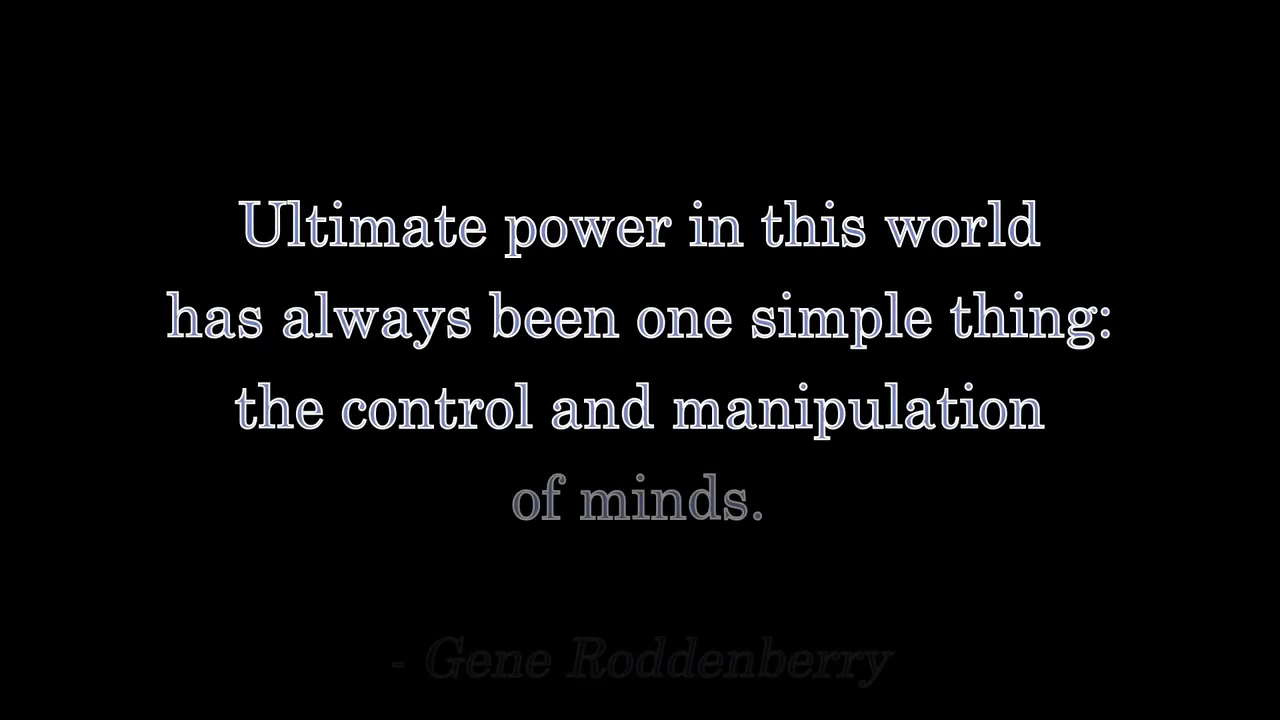 Ultimate power in this world
has always been one simple thing:
the control and manipulation
of minds.
- Gene Roddenberry